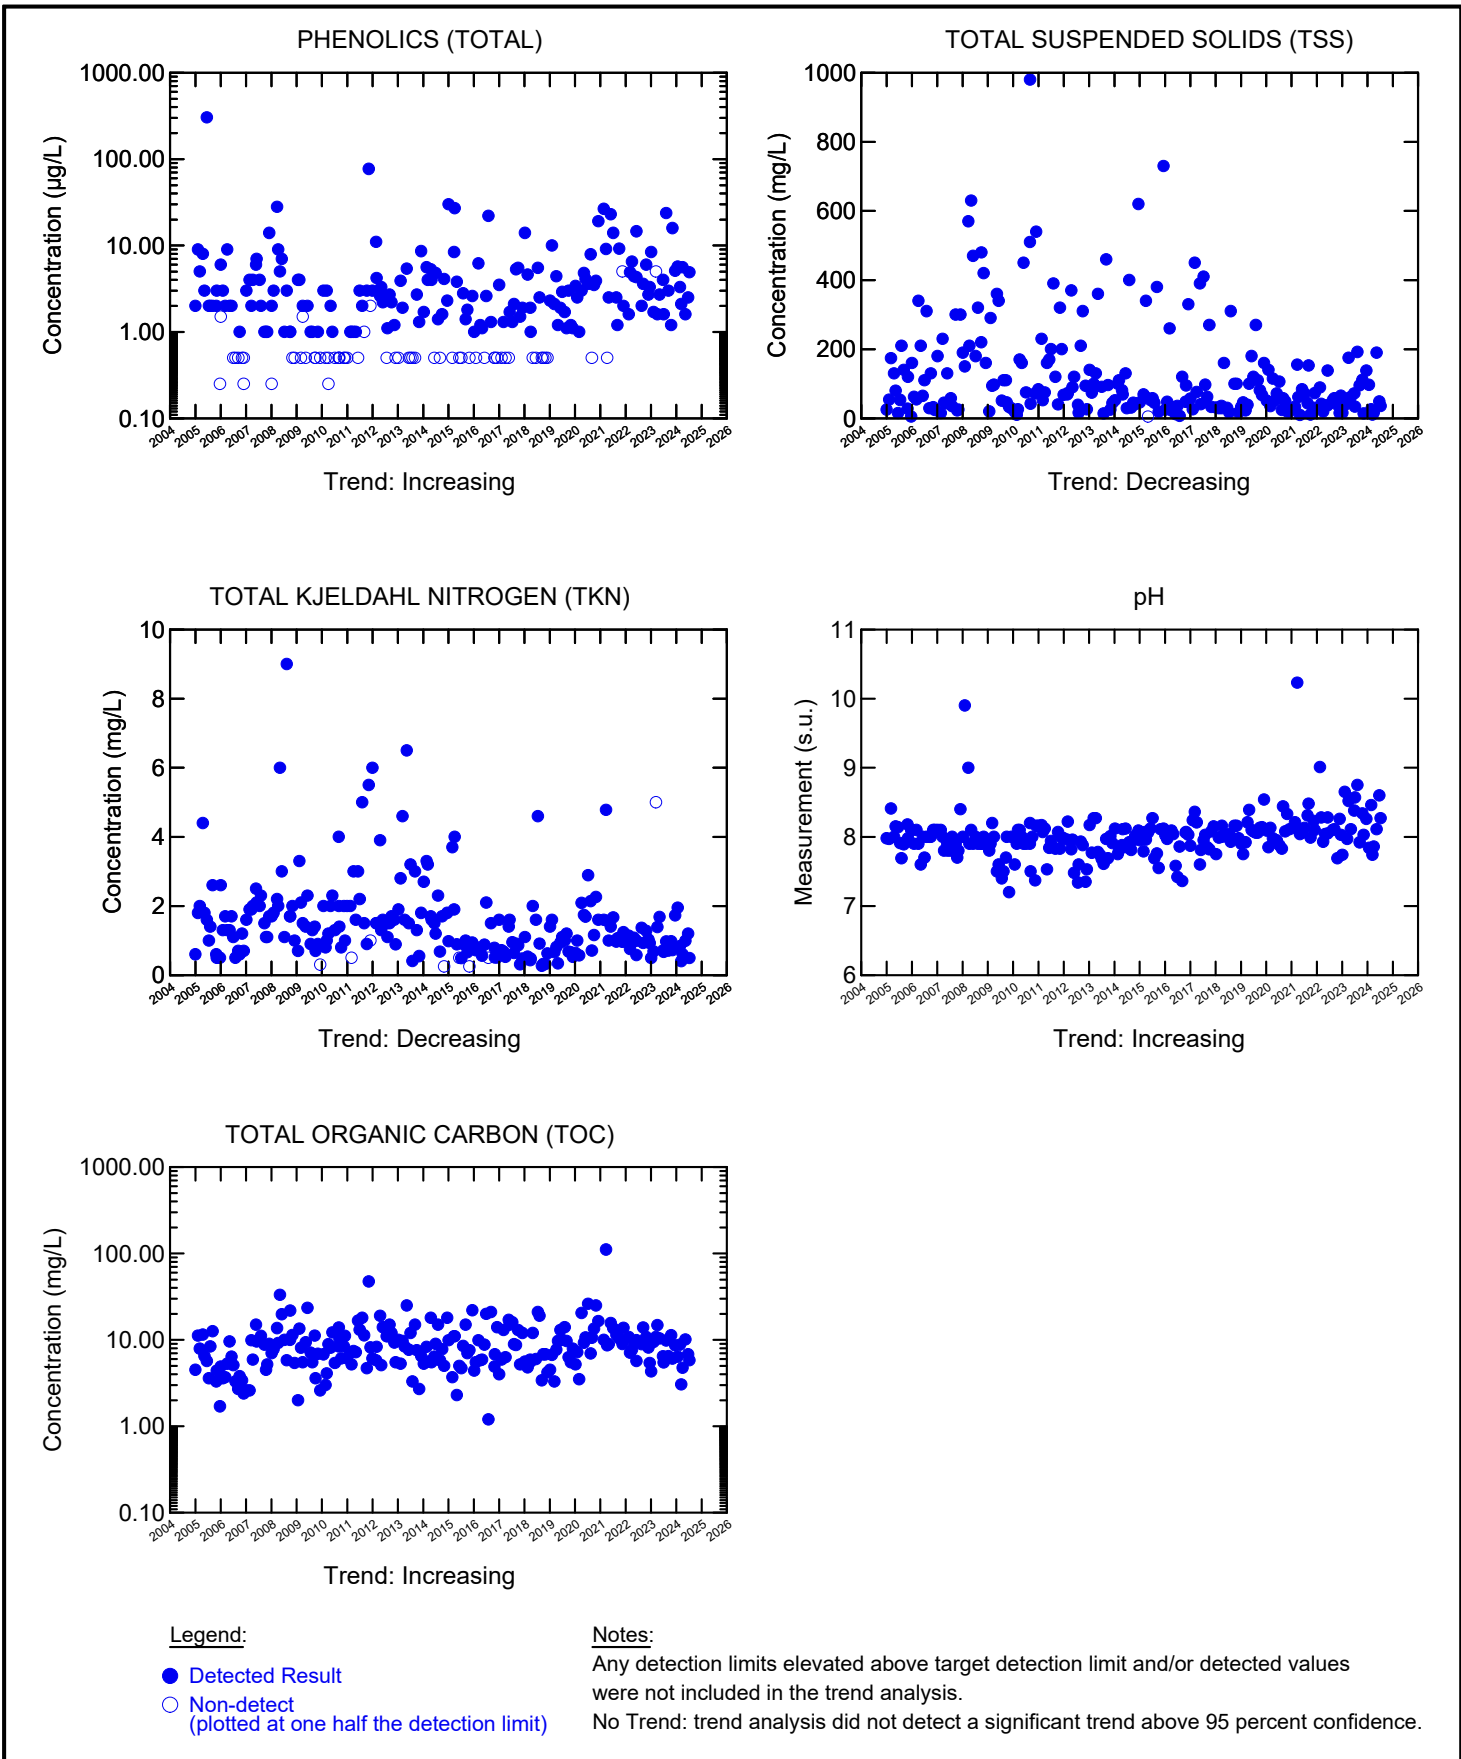 PHENOLICS (TOTAL)
1000.00
100.00
10.00
1.00
0.10
Concentration (µg/L)
2004 2005 2006 2007 2008 2009 2010 2011 2012 2013 2014 2015 2016 2017 2018 2019 2020 2021 2022 2023 2024 2025 2026
Trend: Increasing
TOTAL SUSPENDED SOLIDS (TSS)
1000
800
600
400
200
0
Concentration (mg/L)
2004 2005 2006 2007 2008 2009 2010 2011 2012 2013 2014 2015 2016 2017 2018 2019 2020 2021 2022 2023 2024 2025 2026
Trend: Decreasing
TOTAL KJELDAHL NITROGEN (TKN)
10
8
6
4
2
0
Concentration (mg/L)
2004 2005 2006 2007 2008 2009 2010 2011 2012 2013 2014 2015 2016 2017 2018 2019 2020 2021 2022 2023 2024 2025 2026
Trend: Decreasing
pH
11
10
9
8
7
6
Measurement (s.u.)
2004 2005 2006 2007 2008 2009 2010 2011 2012 2013 2014 2015 2016 2017 2018 2019 2020 2021 2022 2023 2024 2025 2026
Trend: Increasing
TOTAL ORGANIC CARBON (TOC)
1000.00
100.00
10.00
1.00
0.10
Concentration (mg/L)
2004 2005 2006 2007 2008 2009 2010 2011 2012 2013 2014 2015 2016 2017 2018 2019 2020 2021 2022 2023 2024 2025 2026
Trend: Increasing
Legend:
Detected Result
Non-detect
(plotted at one half the detection limit)
Notes:
Any detection limits elevated above target detection limit and/or detected values
were not included in the trend analysis.
No Trend: trend analysis did not detect a significant trend above 95 percent confidence.